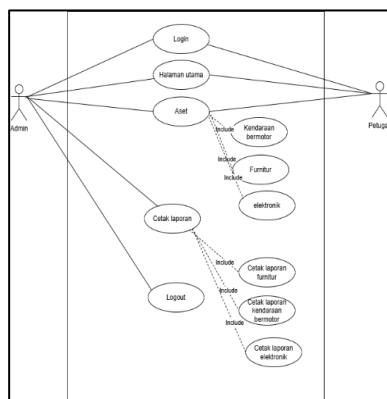 Login
Halaman utama
Admin
Aset
Petugas
Include
Kendaraan
bermotor
Include
Furnitur
Include
elektronik
Cetak laporan
Include
Cetak laporan
furnitur
Include
Cetak laporan
kendaraan
bermotor
Logout
Include
Cetak laporan
elektronik